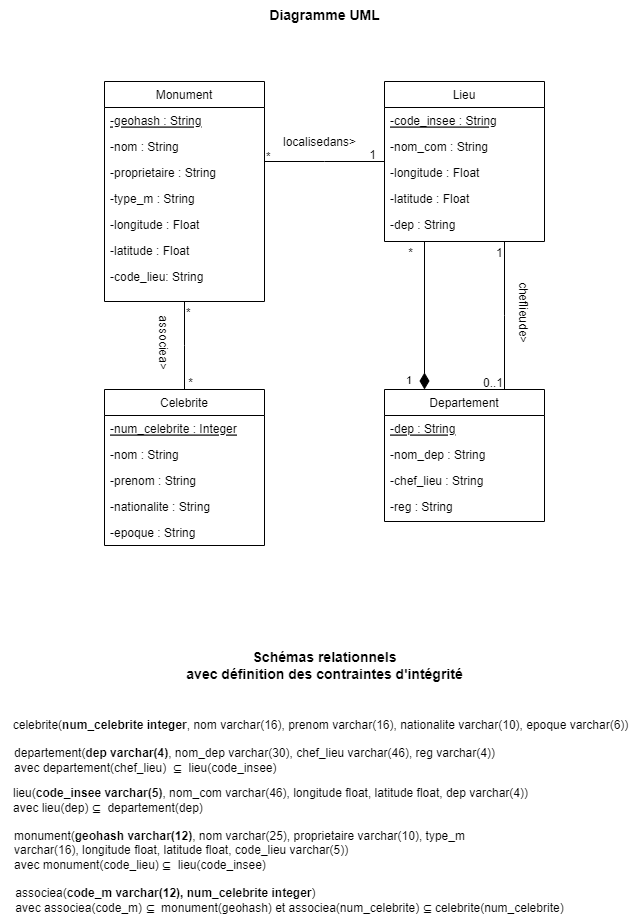 Diagramme UML
Monument
-geohash : String
-nom : String
-proprietaire : String
-type_m : String
-longitude : Float
-latitude : Float
-code_lieu: String
localisedans>
*
1
Lieu
-code_insee : String
-nom_com : String
-longitude : Float
-latitude : Float
-dep : String
*
associea>
*
*
1
1
cheflieude>
0..1
Celebrite
-num_celebrite : Integer
-nom : String
-prenom : String
-nationalite : String
-epoque : String
Departement
-dep : String
-nom_dep : String
-chef_lieu : String
-reg : String
Schémas relationnels
avec définition des contraintes d'intégrité
celebrite(num_celebrite integer, nom varchar(16), prenom varchar(16), nationalite varchar(10), epoque varchar(6))
departement(dep varchar(4), nom_dep varchar(30), chef_lieu varchar(46), reg varchar(4))
avec departement(chef_lieu) ⊆ lieu(code_insee)
lieu(code_insee varchar(5), nom_com varchar(46), longitude float, latitude float, dep varchar(4))
avec lieu(dep) ⊆ departement(dep)
monument(geohash varchar(12), nom varchar(25), proprietaire varchar(10), type_m
varchar(16), longitude float, latitude float, code_lieu varchar(5))
avec monument(code_lieu) ⊆ lieu(code_insee)
associea(code_m varchar(12), num_celebrite integer)
avec associea(code_m) ⊆ monument(geohash) et associea(num_celebrite) ⊆ celebrite(num_celebrite)